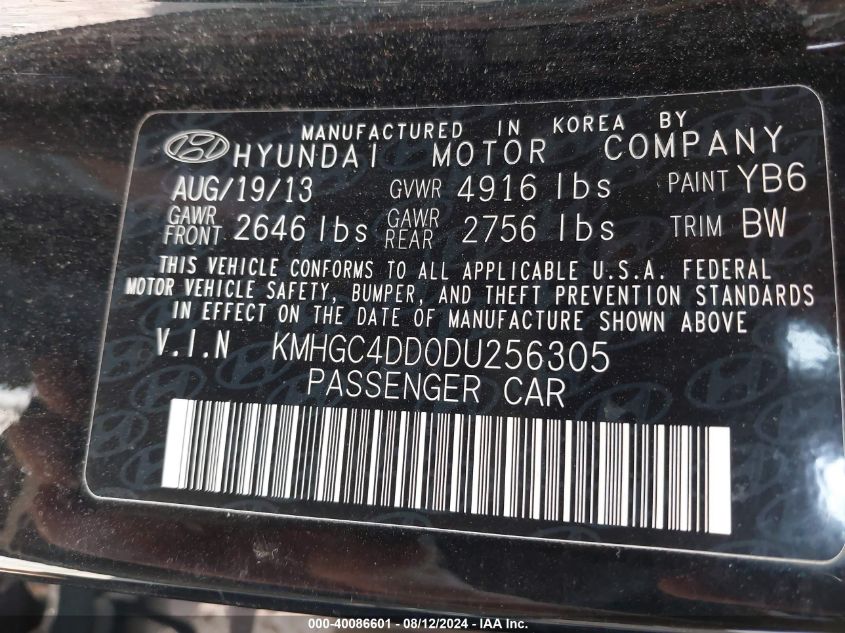 MANUFACTURED IN KOREA BY
HYUNDAI MOTOR COMPANY
AUG/19/13 GVWR 4916 lbs PAINT YB6
GAWR FRONT 2646 lbs GAWR REAR 2756 lbs TRIM BW
THIS VEHICLE CONFORMS TO ALL APPLICABLE U.S.A. FEDERAL
MOTOR VEHICLE SAFETY, BUMPER, AND THEFT PREVENTION STANDARDS
IN EFFECT ON THE DATE OF MANUFACTURE SHOWN ABOVE
V.I.N KMHGC4DD0DU256305
PASSENGER CAR
000-40086601 - 08/12/2024 - IAA Inc.